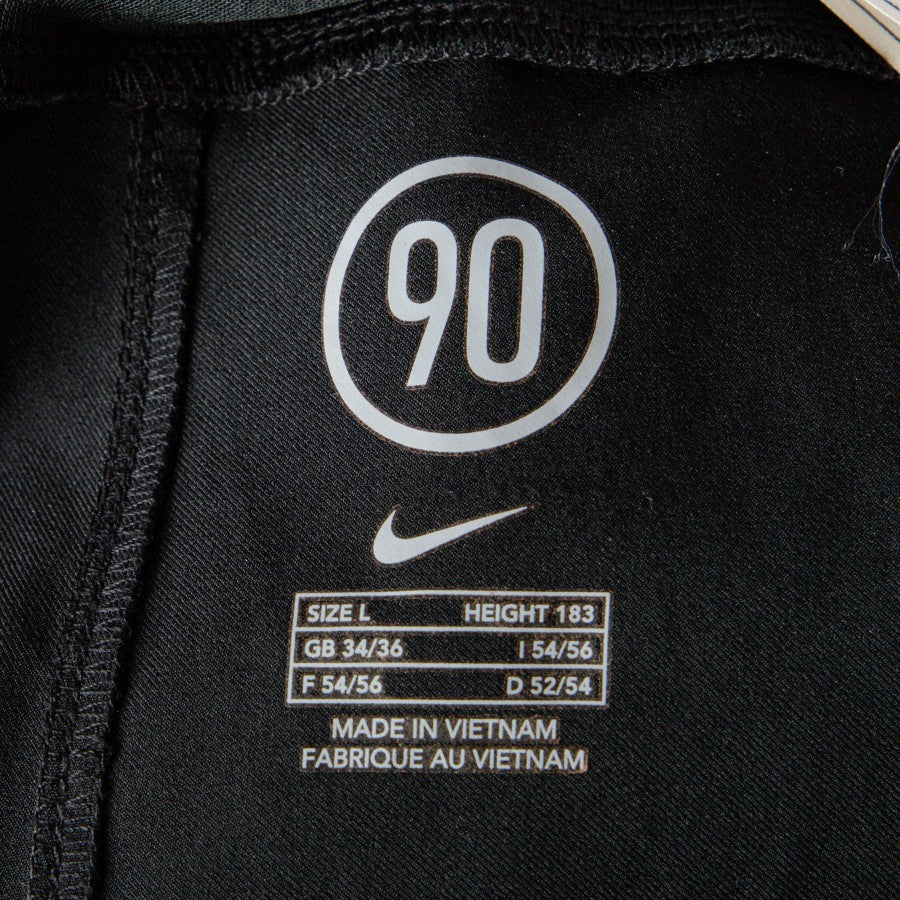 90
SIZE L HEIGHT 183
GB 34/36 I 54/56
F 54/56 D 52/54
MADE IN VIETNAM
FABRIQUE AU VIETNAM